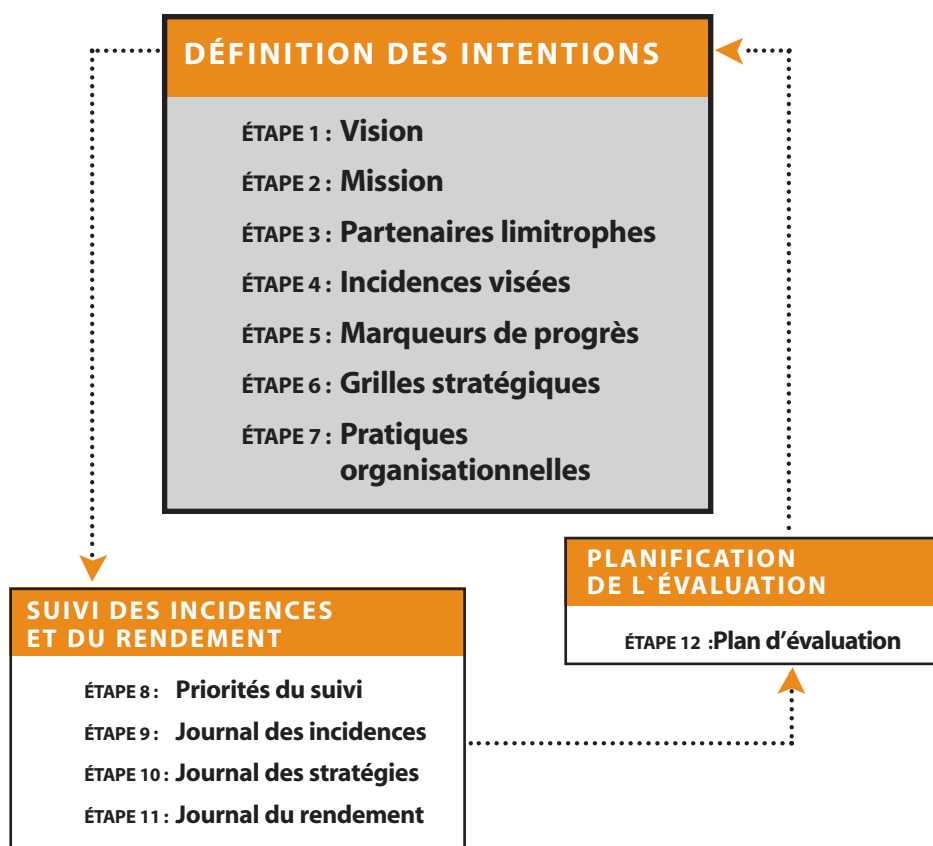 DÉFINITION DES INTENTIONS
ÉTAPE 1 : Vision
ÉTAPE 2 : Mission
ÉTAPE 3 : Partenaires limitrophes
ÉTAPE 4 : Incidences visées
ÉTAPE 5 : Marqueurs de progrès
ÉTAPE 6 : Grilles stratégiques
ÉTAPE 7 : Pratiques
organisationnelles
SUIVI DES INCIDENCES
ET DU RENDEMENT
ÉTAPE 8 : Priorités du suivi
ÉTAPE 9 : Journal des incidences
ÉTAPE 10 : Journal des stratégies
ÉTAPE 11 : Journal du rendement
PLANIFICATION
DE L`ÉVALUATION
ÉTAPE 12 :Plan d’évaluation